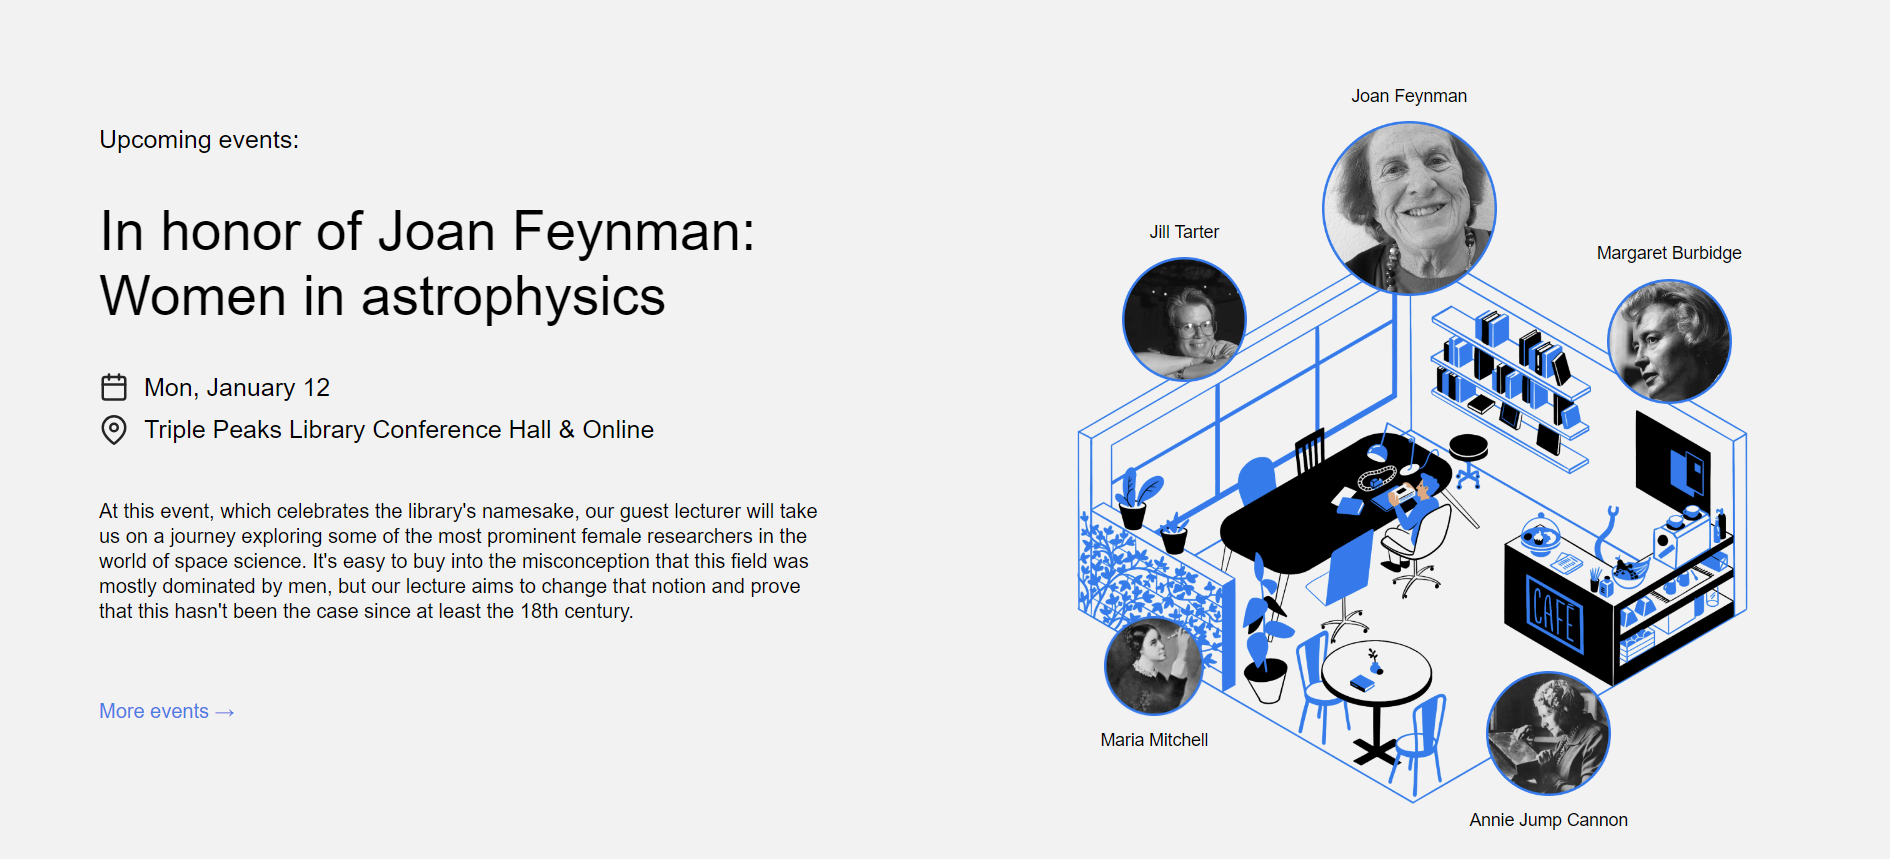 Upcoming events:
In honor of Joan Feynman:
Women in astrophysics
Mon, January 12
Triple Peaks Library Conference Hall & Online
At this event, which celebrates the library's namesake, our guest lecturer will take
us on a journey exploring some of the most prominent female researchers in the
world of space science. It's easy to buy into the misconception that this field was
mostly dominated by men, but our lecture aims to change that notion and prove
that this hasn't been the case since at least the 18th century.
More events →
Joan Feynman
Jill Tarter
Margaret Burbidge
CAFÉ
Maria Mitchell
Annie Jump Cannon